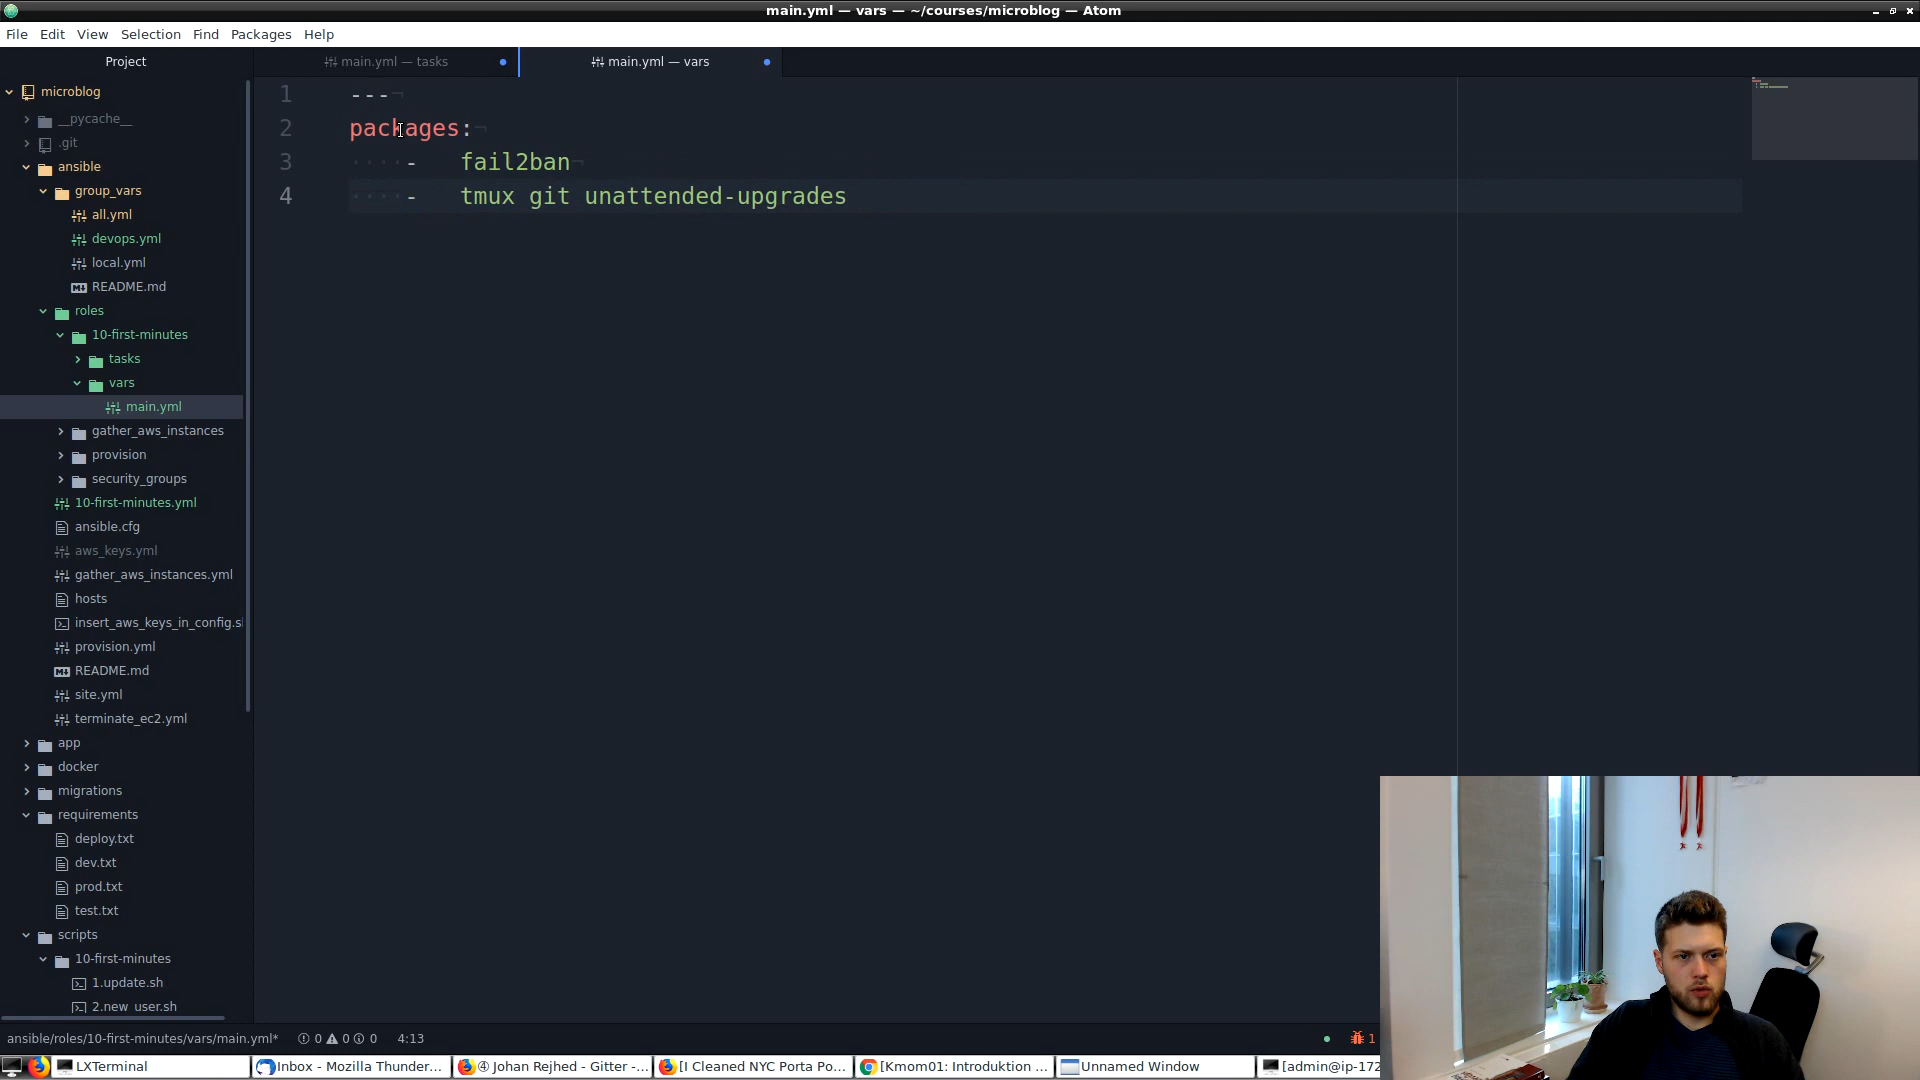 main.yml — vars — ~/courses/microblog — Atom
File Edit View Selection Find Packages Help
Project
main.yml — tasks
main.yml — vars
microblog
__pycache__
.git
ansible
group_vars
all.yml
devops.yml
local.yml
README.md
roles
10-first-minutes
tasks
vars
main.yml
gather_aws_instances
provision
security_groups
10-first-minutes.yml
ansible.cfg
aws_keys.yml
gather_aws_instances.yml
hosts
insert_aws_keys_in_config.s
provision.yml
README.md
site.yml
terminate_ec2.yml
app
docker
migrations
requirements
deploy.txt
dev.txt
prod.txt
test.txt
scripts
10-first-minutes
1.update.sh
2.new_user.sh
1 ---
2 packages:
3 - fail2ban
4 - tmux git unattended-upgrades
ansible/roles/10-first-minutes/vars/main.yml* 0 0 0 4:13
1
LXTerminal
Inbox - Mozilla Thunder...
④ Johan Rejhed - Gitter -...
[I Cleaned NYC Porta Po...
[Kmom01: Introduktion ...
Unnamed Window
[admin@ip-172